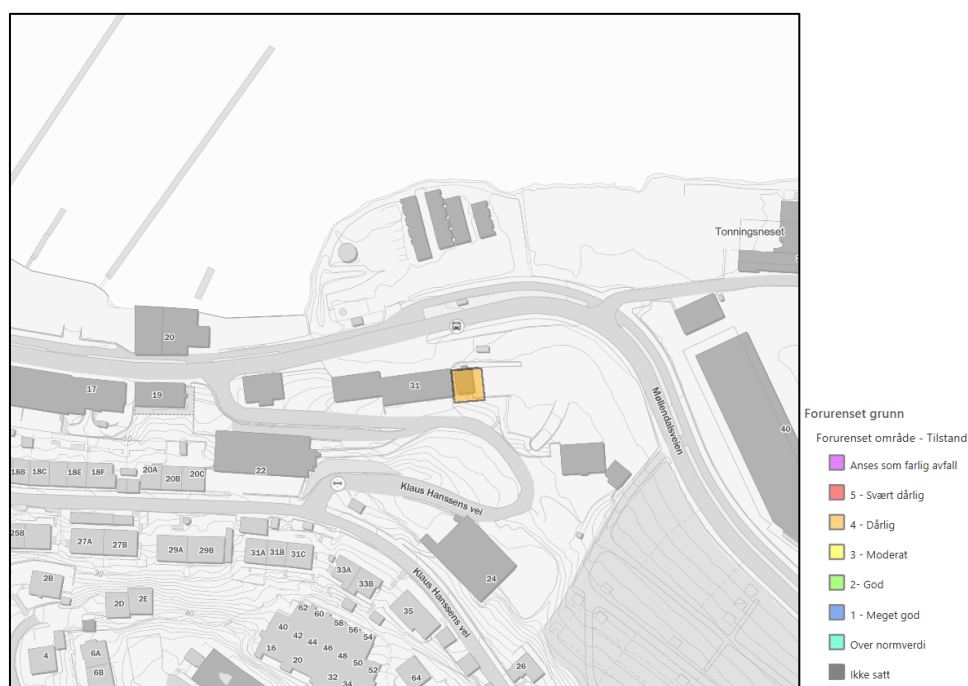 Tonningsneset
20
31
17
19
Møllendalsveien
40
22
18B
18C
18E
18F
20A
20B
20C
Klaus Hanssens vei
25B
27A
27B
29A
29B
31A
31B
31C
33A
33B
24
30
2B
2D
2E
40
Klaus Hanssens vei
35
62
60
58
56
54
40
42
44
46
48
50
52
16
20
32
34
4
6A
6B
64
26
Forurenset grunn
Forurenset område - Tilstand
Anses som farlig avfall
5 - Svært dårlig
4 - Dårlig
3 - Moderat
2- God
1 - Meget god
Over normverdi
Ikke satt